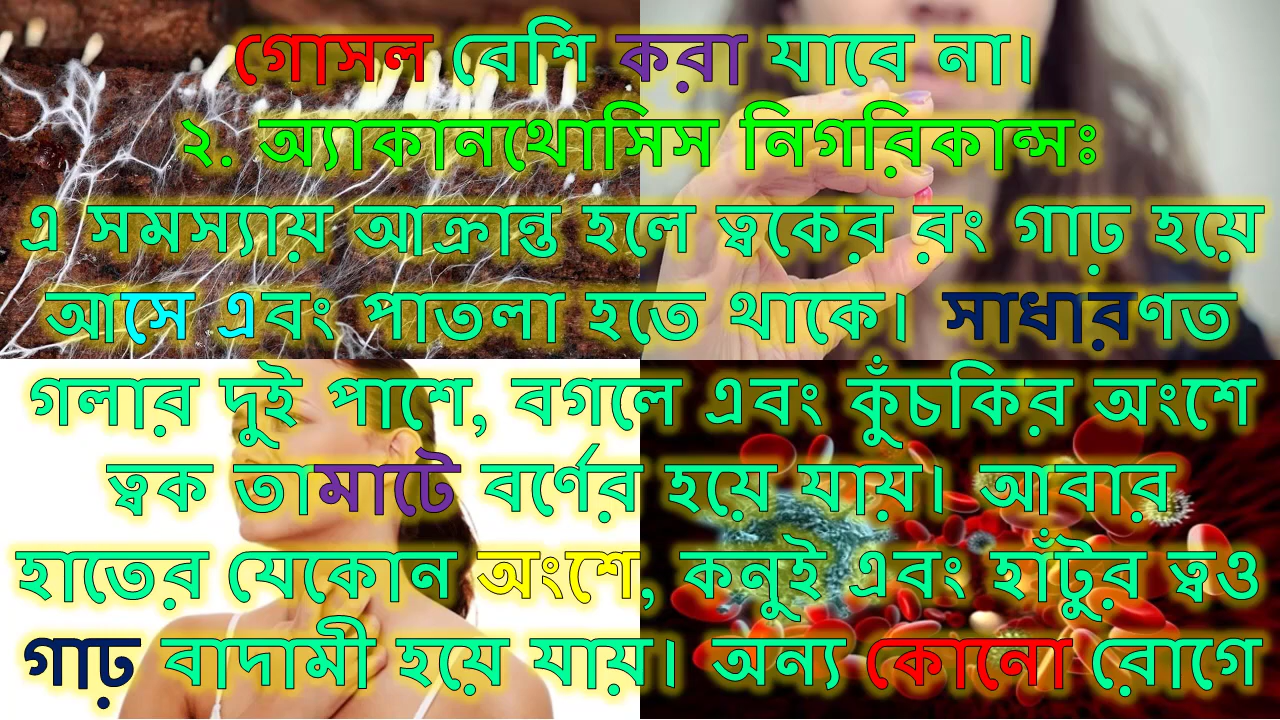 গোসল বেশি করা যাবে না।
২. অ্যাকানথোসিস নিগরিকান্সঃ
এ সমস্যায় আক্রান্ত হলে ত্বকের রং গাঢ় হয়ে
আসে এবং পাতলা হতে থাকে। সাধারণত
গলার দুই পাশে, বগলে এবং কুঁচকির অংশে
ত্বক তামাটে বর্ণের হয়ে যায়। আবার
হাতের যেকোন অংশে, কনুই এবং হাঁটুর ত্বও
গাঢ় বাদামী হয়ে যায়। অন্য কোনো রোগে